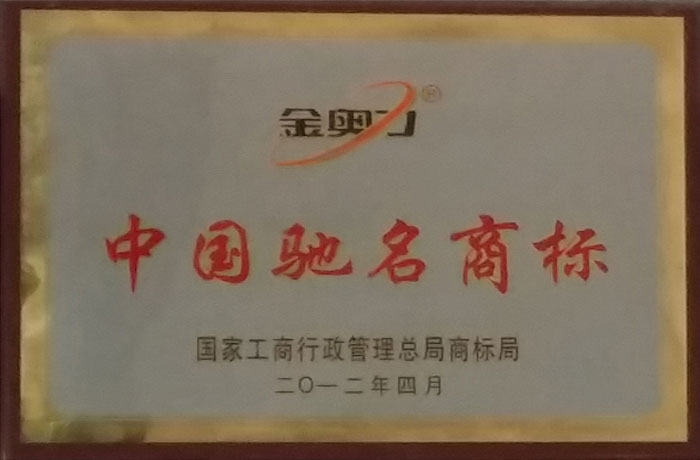 金奥力®
中国驰名商标
国家工商行政管理总局商标局
二〇一二年四月